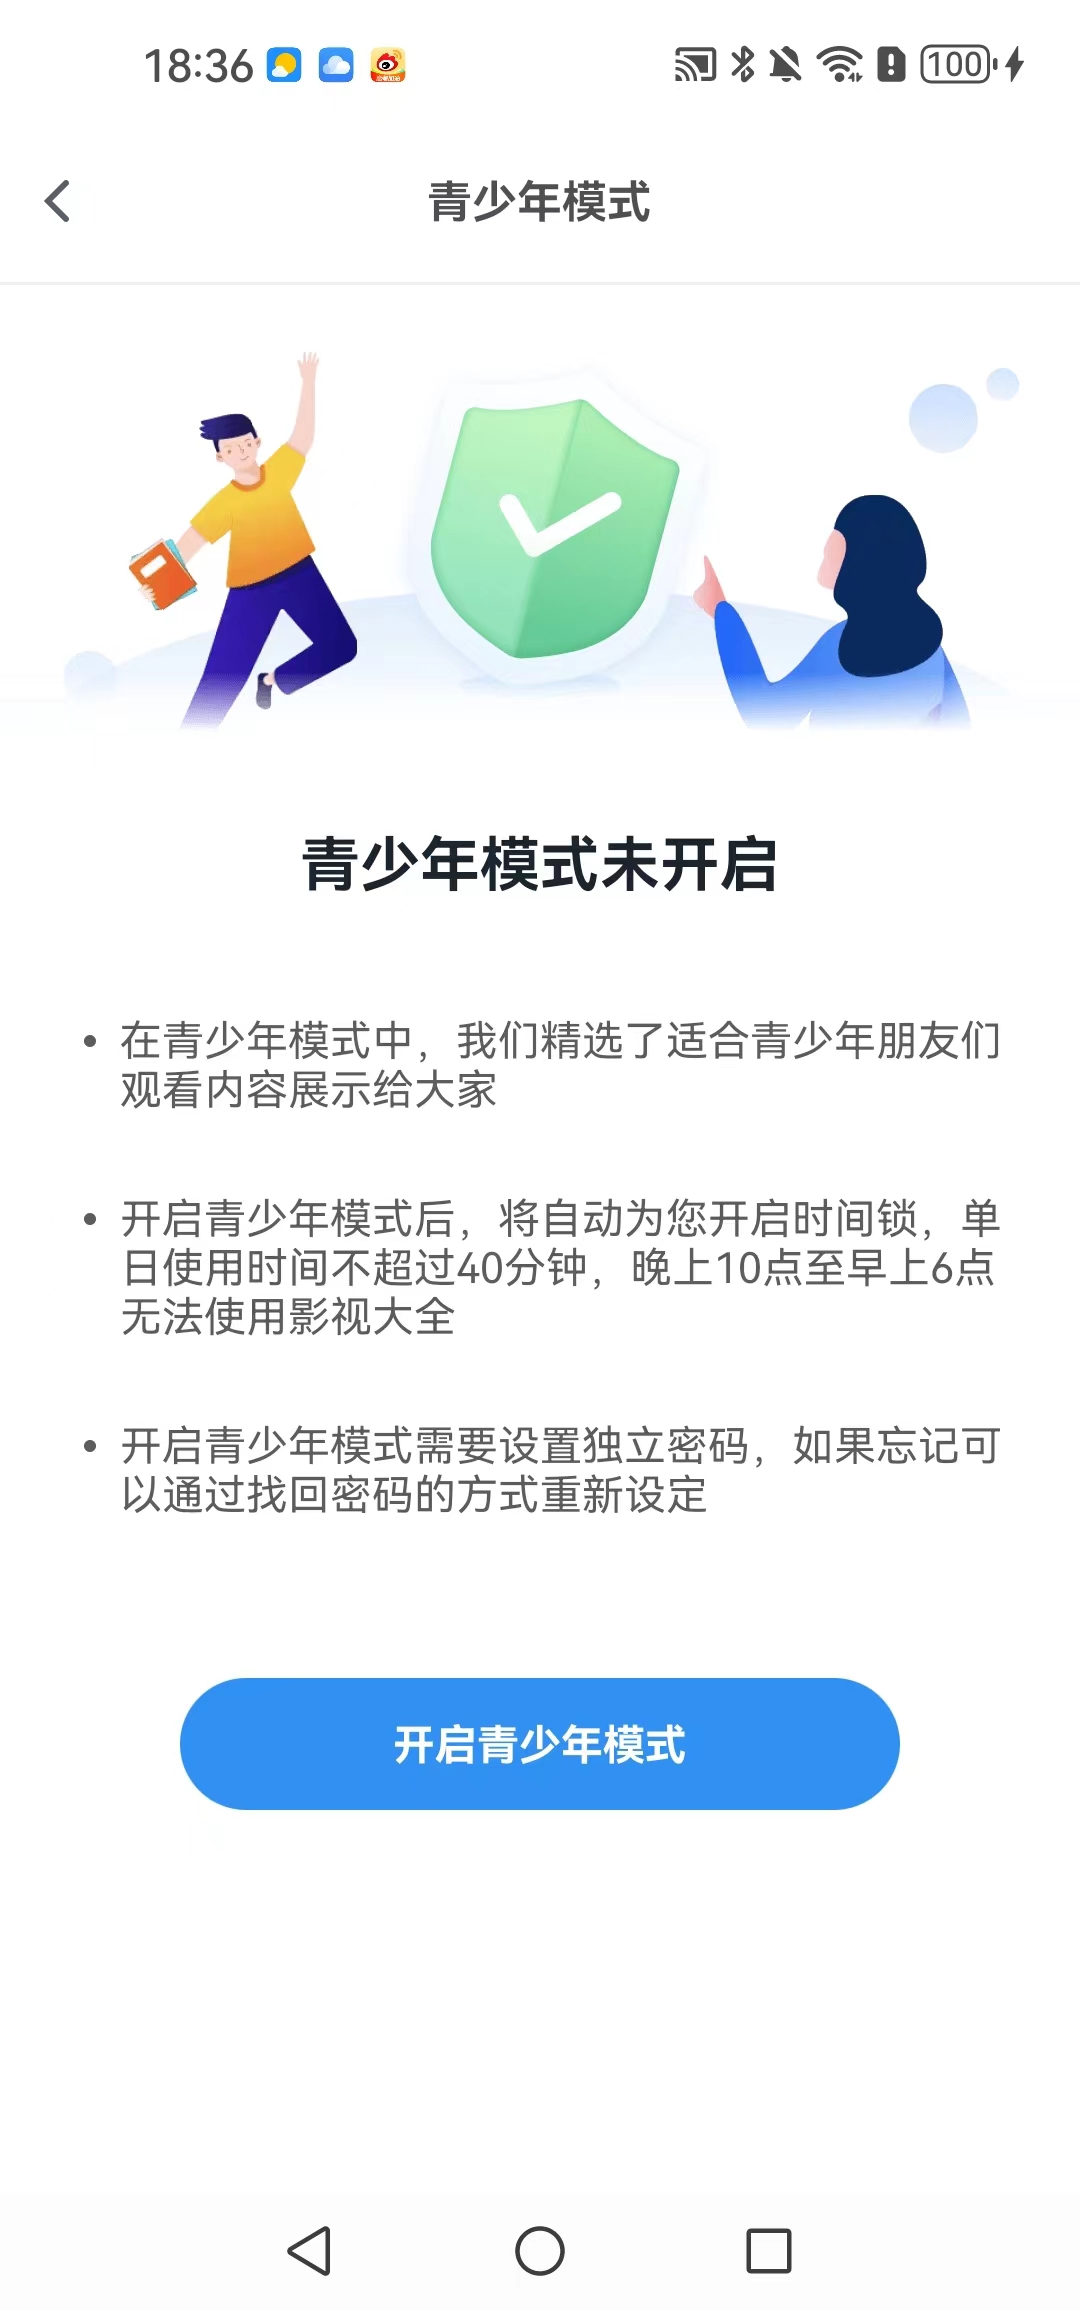 18:36
100
青少年模式
青少年模式未开启
• 在青少年模式中，我们精选了适合青少年朋友们
观看内容展示给大家
• 开启青少年模式后，将自动为您开启时间锁，单
日使用时间不超过40分钟，晚上10点至早上6点
无法使用影视大全
• 开启青少年模式需要设置独立密码，如果忘记可
以通过找回密码的方式重新设定
开启青少年模式